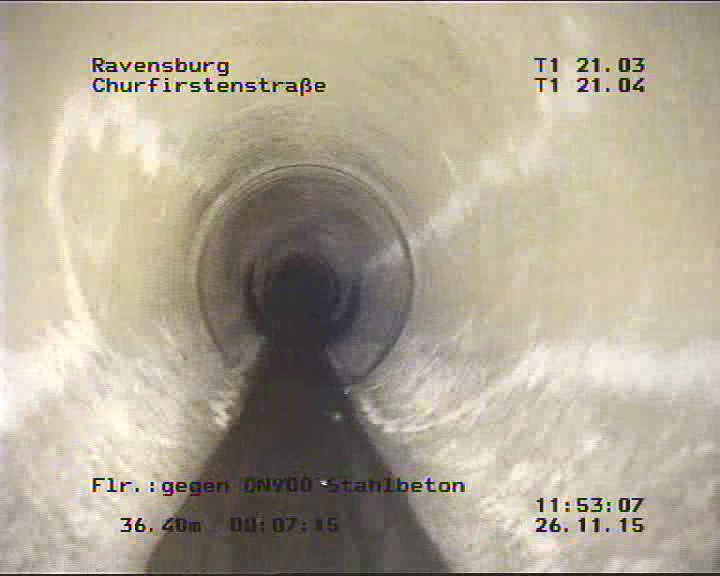 Ravensburg T1 21.03
Churfirstenstraße T1 21.04
Flr.:gegen DN900 Stahlbeton
11:53:07
36.40m 00:07:15 26.11.15